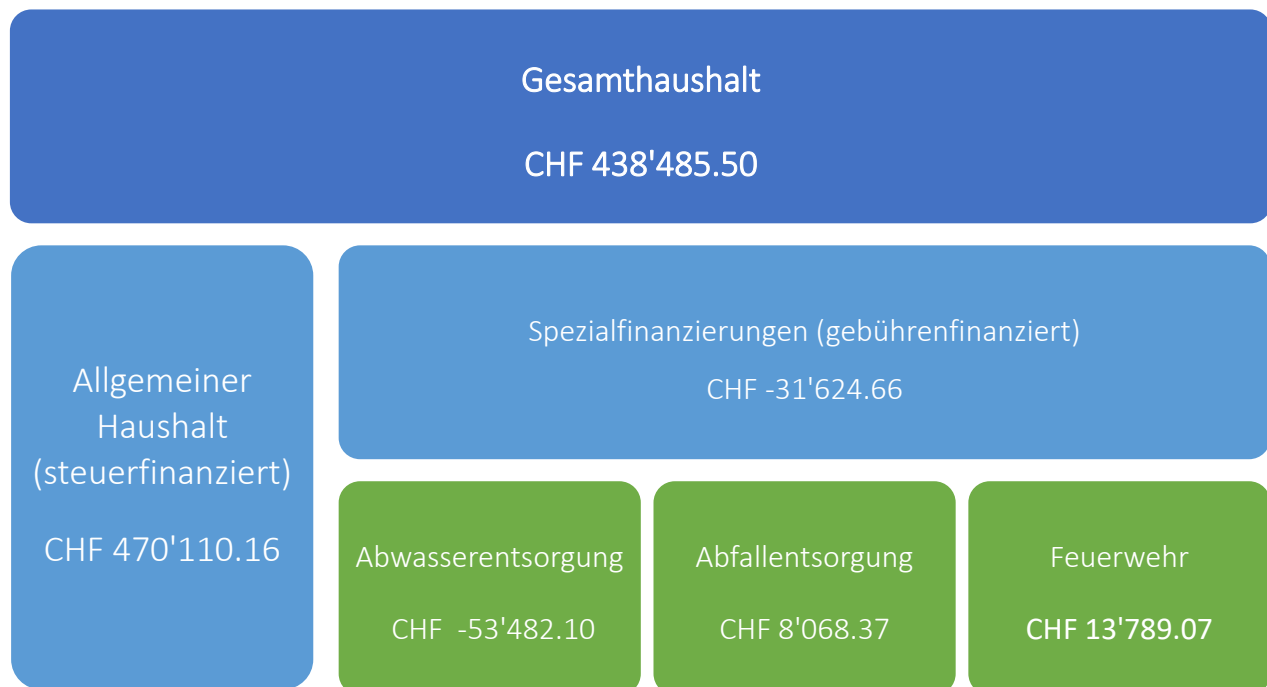 Gesamthaushalt
CHF 438'485.50
Allgemeiner
Haushalt
(steuerfinanziert)
CHF 470'110.16
Spezialfinanzierungen (gebührenfinanziert)
CHF -31'624.66
Abwasserentsorgung
CHF  -53'482.10
Abfallentsorgung
CHF 8'068.37
Feuerwehr
CHF 13'789.07